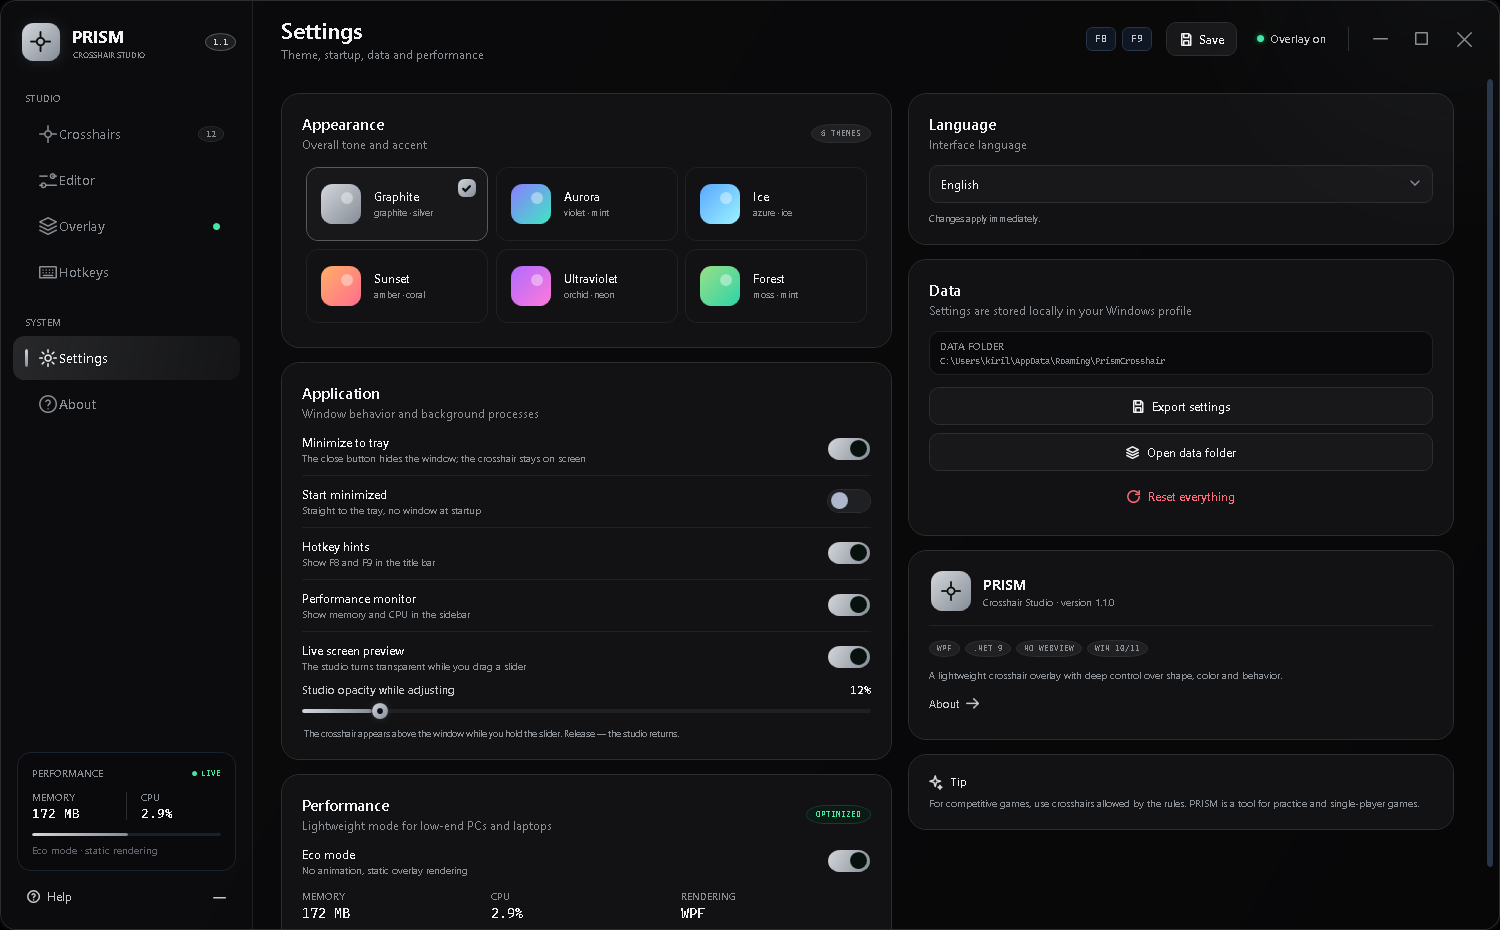 PRISM
CROSSHAIR STUDIO
1.1
STUDIO
Crosshairs
12
Editor
Overlay
Hotkeys
SYSTEM
Settings
About
PERFORMANCE
LIVE
MEMORY
CPU
172 MB
2.9%
Eco mode · static rendering
Help
Settings
Theme, startup, data and performance
F8
F9
Save
Overlay on
Appearance
Overall tone and accent
6 THEMES
Graphite
graphite · silver
Aurora
violet · mint
Ice
azure · ice
Sunset
amber · coral
Ultraviolet
orchid · neon
Forest
moss · mint
Application
Window behavior and background processes
Minimize to tray
The close button hides the window; the crosshair stays on screen
Start minimized
Straight to the tray, no window at startup
Hotkey hints
Show F8 and F9 in the title bar
Performance monitor
Show memory and CPU in the sidebar
Live screen preview
The studio turns transparent while you drag a slider
Studio opacity while adjusting
12%
The crosshair appears above the window while you hold the slider. Release — the studio returns.
Performance
Lightweight mode for low-end PCs and laptops
OPTIMIZED
Eco mode
No animation, static overlay rendering
MEMORY
CPU
RENDERING
172 MB
2.9%
WPF
Language
Interface language
English
Changes apply immediately.
Data
Settings are stored locally in your Windows profile
DATA FOLDER
C:\Users\kiril\AppData\Roaming\PrismCrosshair
Export settings
Open data folder
Reset everything
PRISM
Crosshair Studio · version 1.1.0
WPF
.NET 9
NO WEBVIEW
WIN 10/11
A lightweight crosshair overlay with deep control over shape, color and behavior.
About
Tip
For competitive games, use crosshairs allowed by the rules. PRISM is a tool for practice and single-player games.